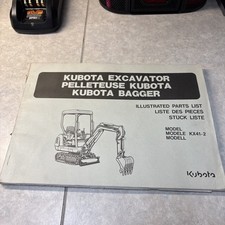 KUBOTA EXCAVATOR
PELLETEUSE KUBOTA
KUBOTA BAGGER
ILLUSTRATED PARTS LIST
LISTE DES PIECES
STÜCK LISTE
MODEL
MODELE KX41-2
MODELL
Kubota